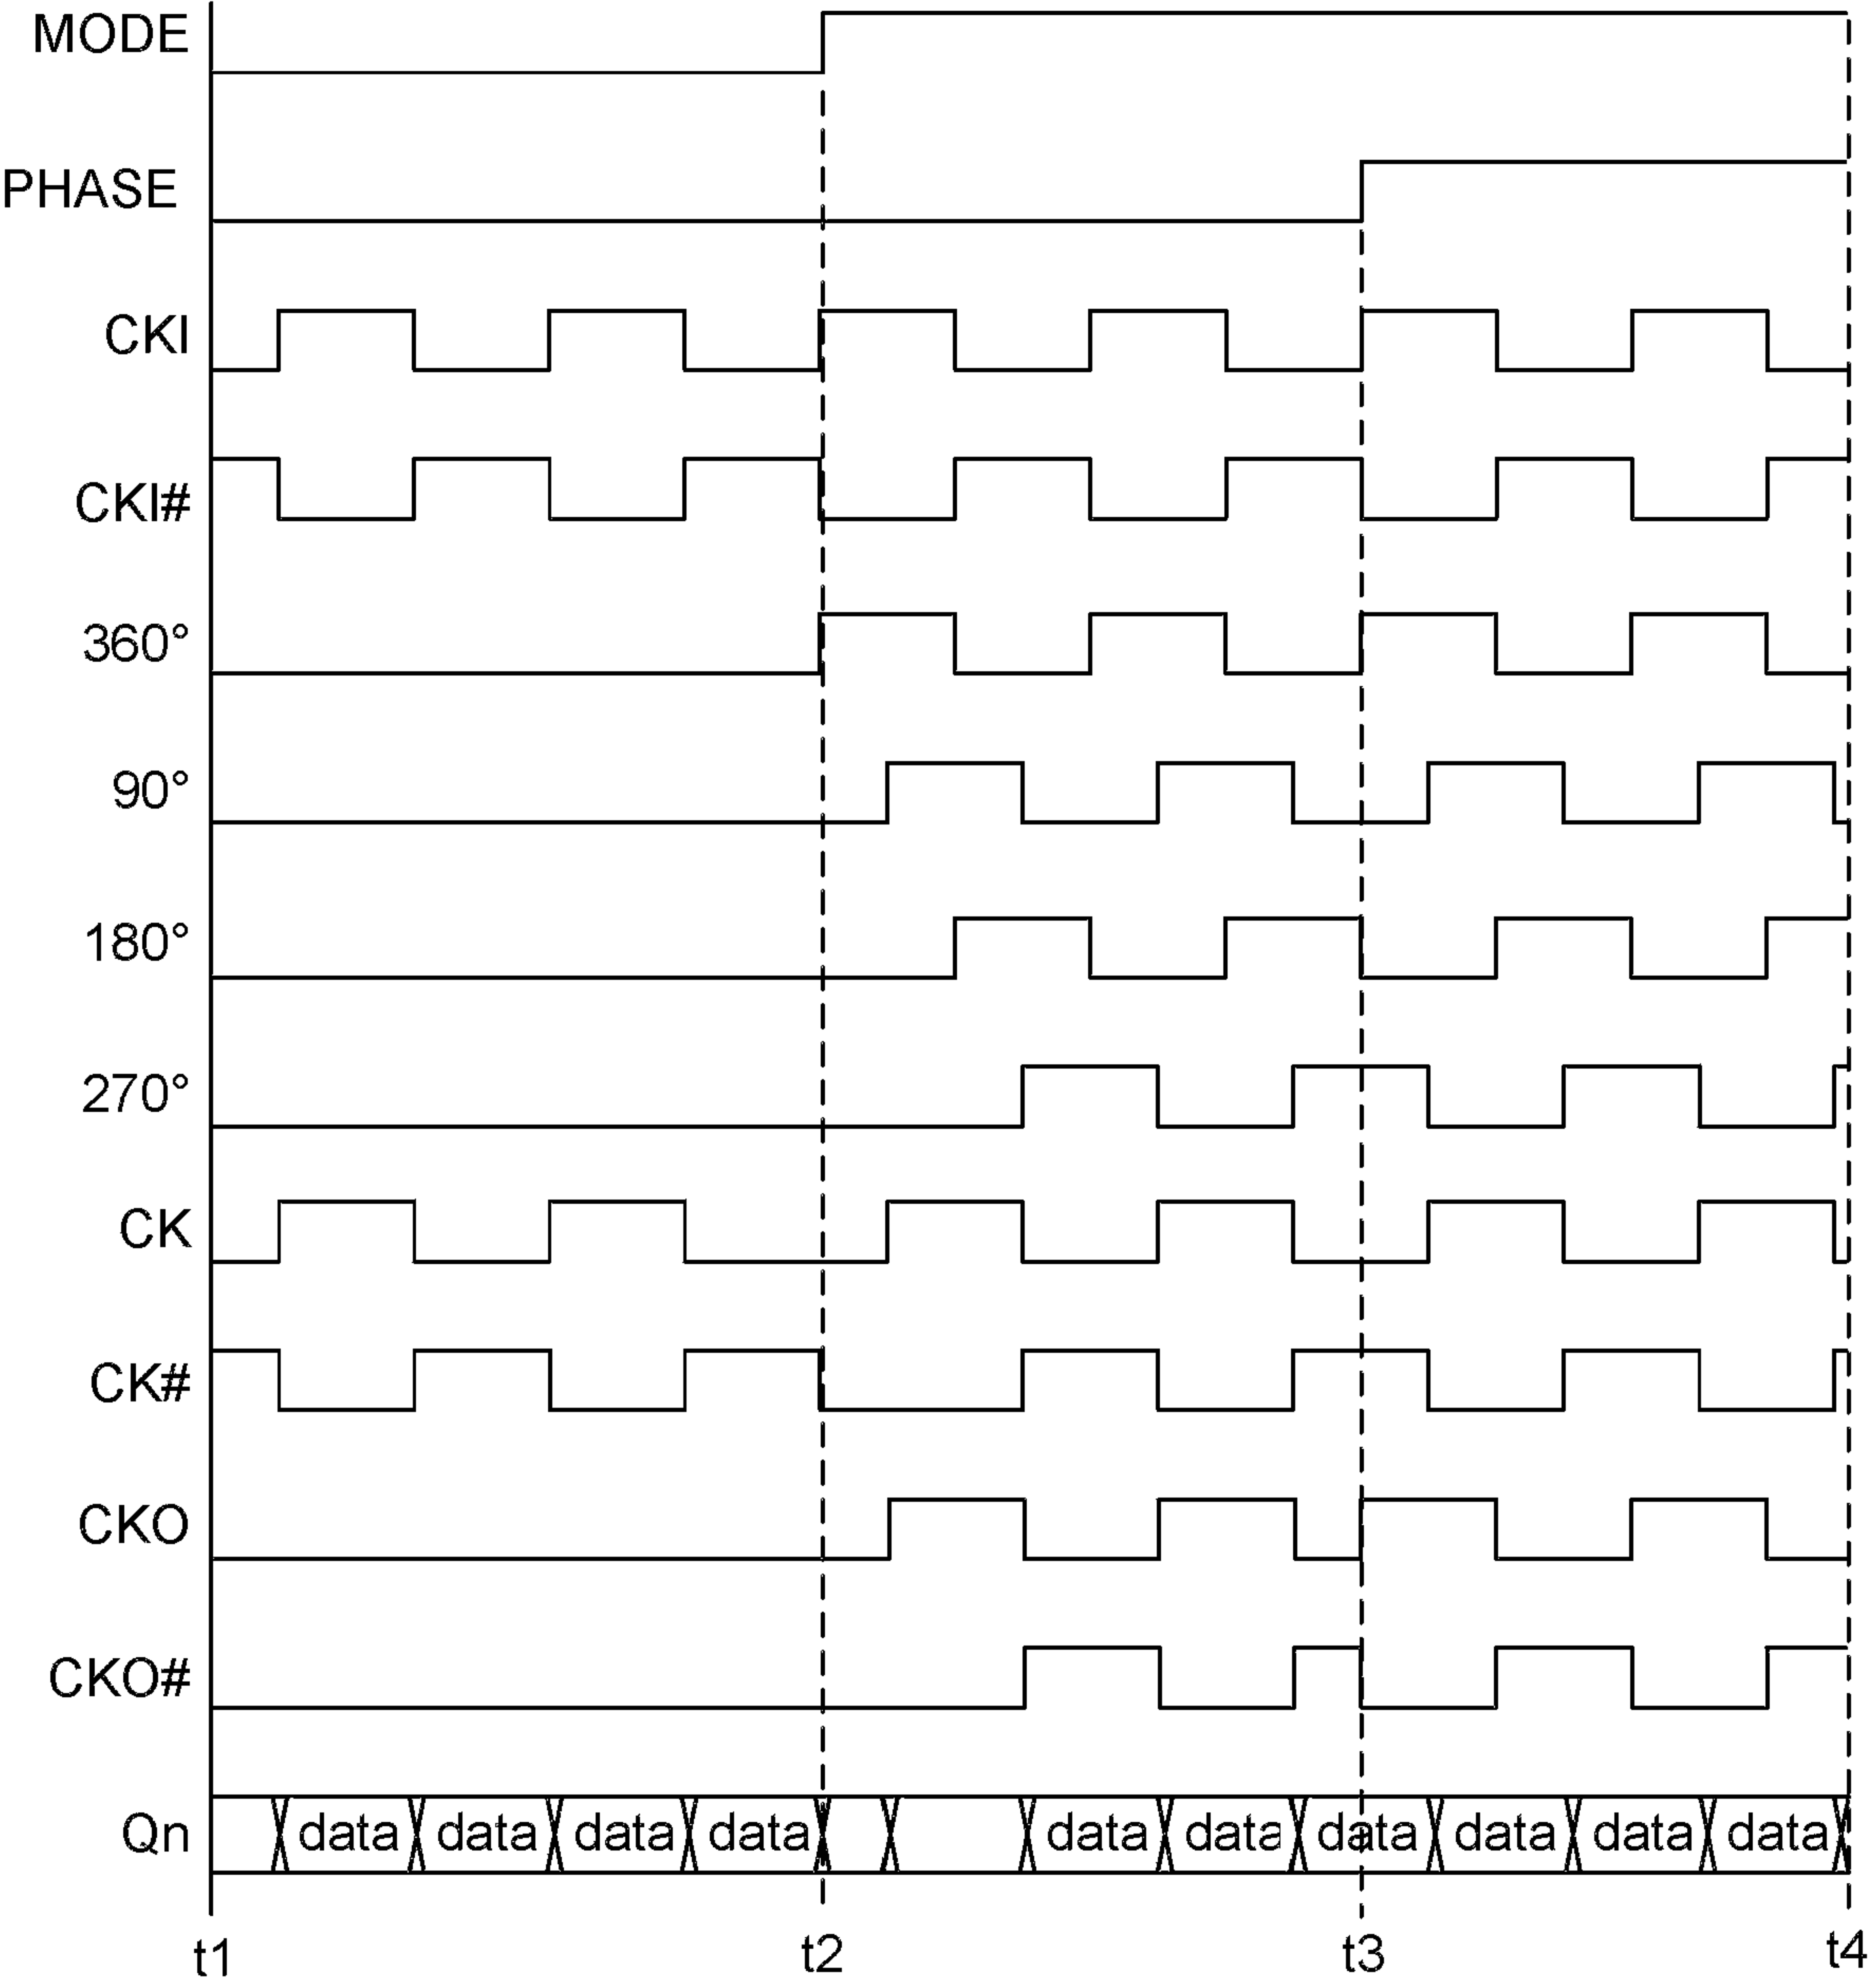 MODE
PHASE
CKI
CKI#
360°
90°
180°
270°
CK
CK#
CKO
CKO#
Qn data data data data data data data data data data
t1 t2 t3 t4